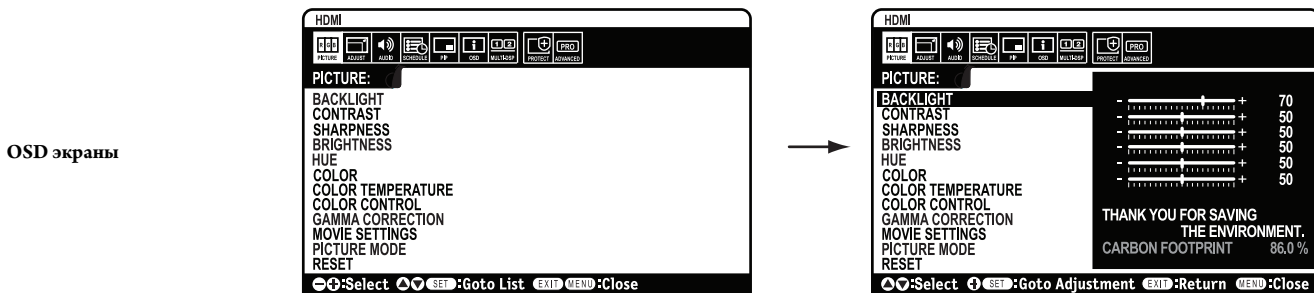 OSD экраны
HDMI
R G B
PICTURE ADJUST AUDIO SCHEDULE PIP OSD MULTI-DSP PROTECT PRO ADVANCED
PICTURE:
BACKLIGHT
CONTRAST
SHARPNESS
BRIGHTNESS
HUE
COLOR
COLOR TEMPERATURE
COLOR CONTROL
GAMMA CORRECTION
MOVIE SETTINGS
PICTURE MODE
RESET
:Select SET :Goto List EXIT MENU :Close
HDMI
R G B
PICTURE ADJUST AUDIO SCHEDULE PIP OSD MULTI-DSP PROTECT PRO ADVANCED
PICTURE:
BACKLIGHT - + 70
CONTRAST - + 50
SHARPNESS - + 50
BRIGHTNESS - + 50
HUE - + 50
COLOR - + 50
COLOR TEMPERATURE
COLOR CONTROL
GAMMA CORRECTION THANK YOU FOR SAVING
MOVIE SETTINGS THE ENVIRONMENT.
PICTURE MODE CARBON FOOTPRINT 86.0 %
RESET
:Select SET :Goto Adjustment EXIT :Return MENU :Close